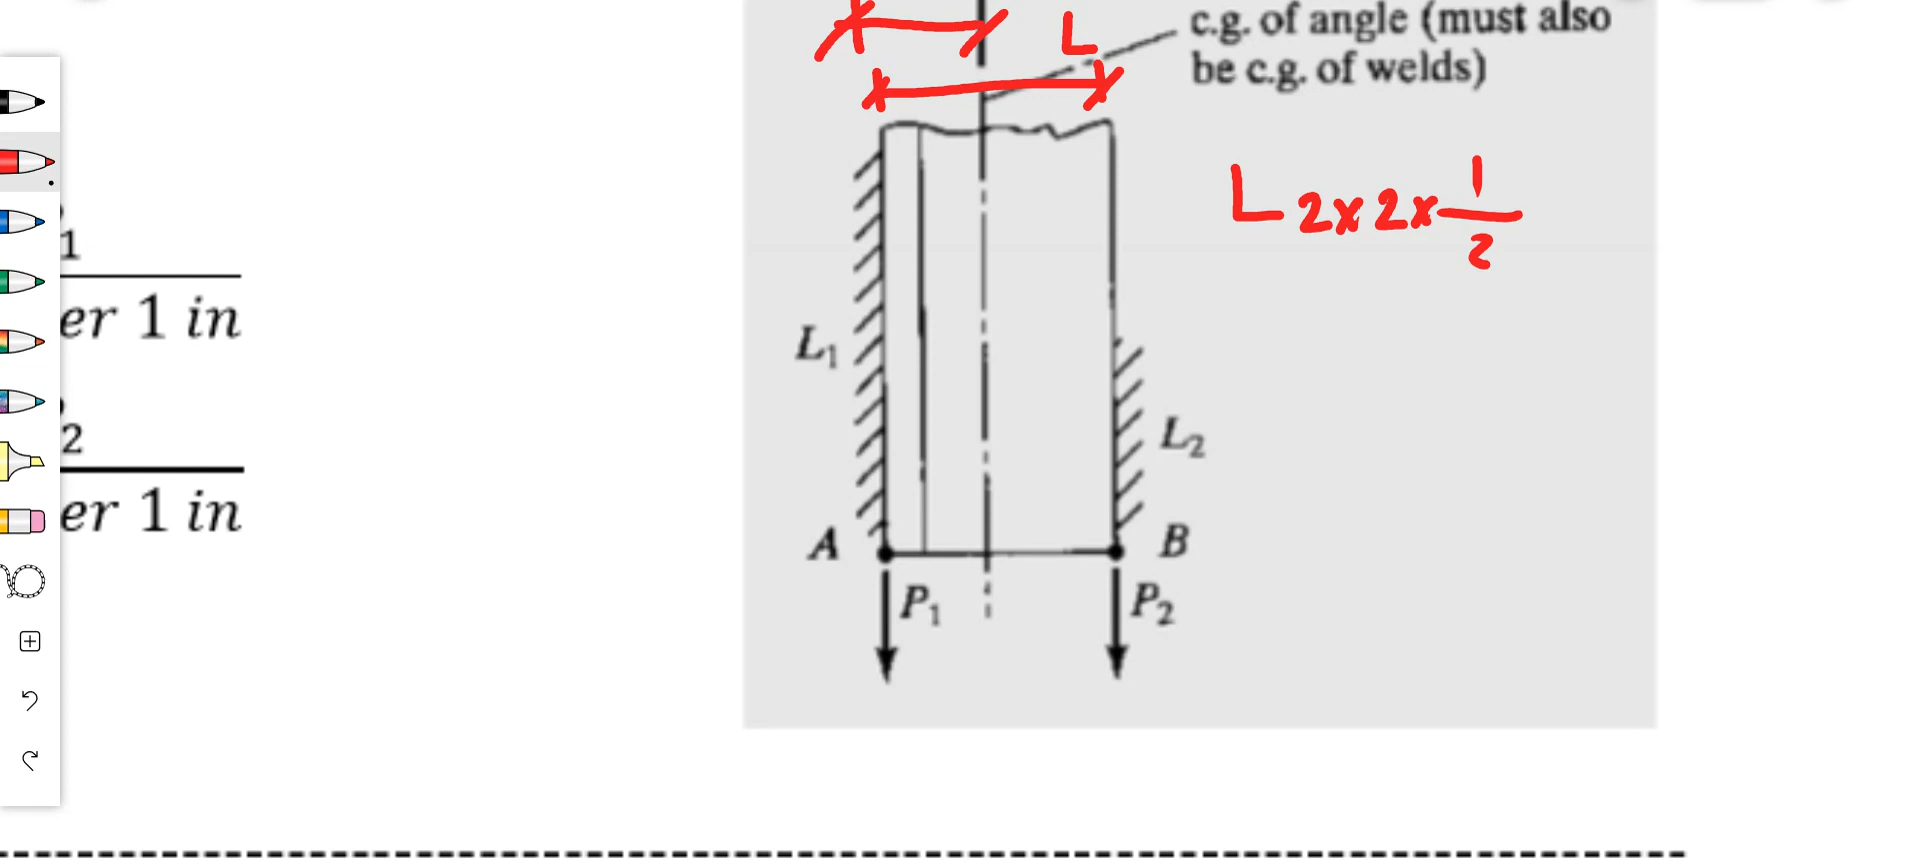 L
c.g. of angle (must also
be c.g. of welds)
L 2x2x 1/2
1
er 1 in
L₁
2
er 1 in
L₂
A
B
P₁
P₂